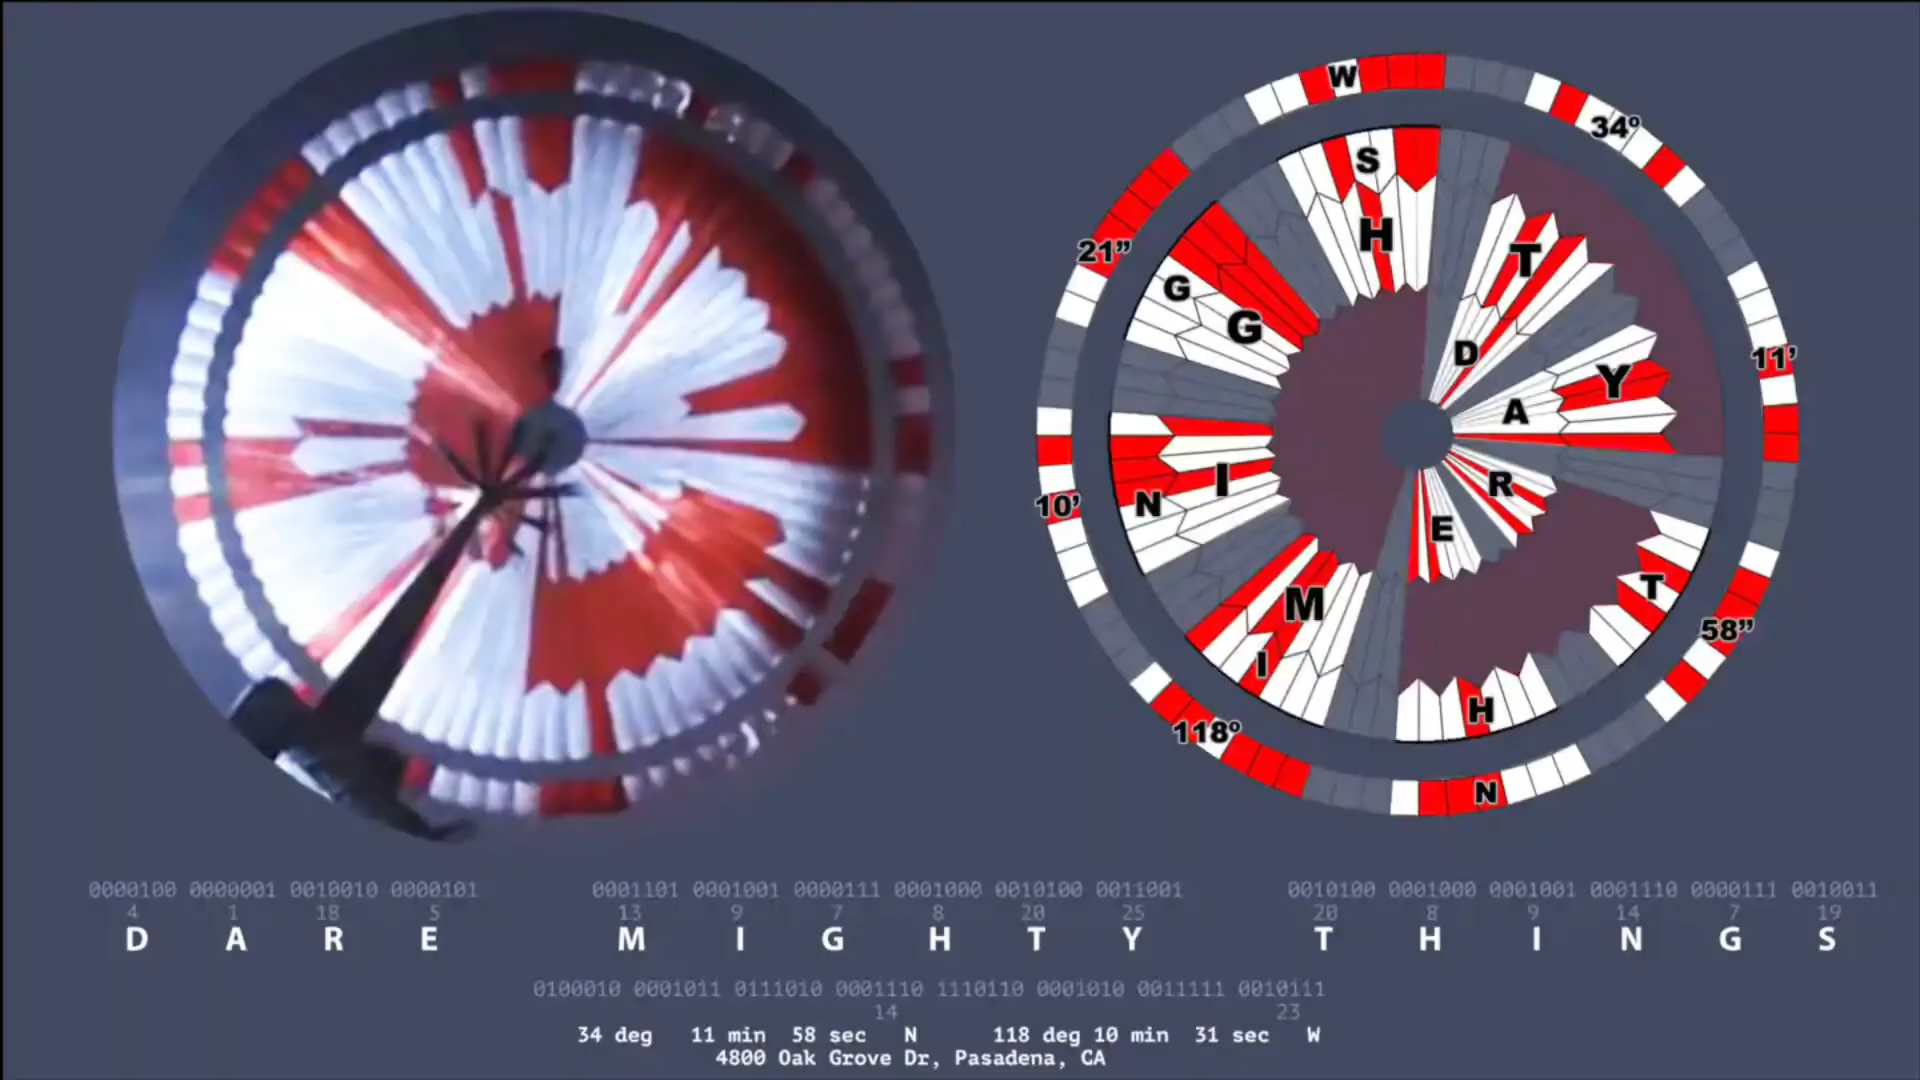 W
34°
S
21”
H
T
G
G
11’
Y
D
A
I
R
N
10’
E
T
M
58”
I
H
118°
N
0000100 0000001 0010010 0000101 0001101 0001001 0000111 0001000 0010100 0011001 0010100 0001000 0001001 0001110 0000111 0010011
4 1 18 5 13 9 7 8 20 25 20 8 9 14 7 19
D A R E M I G H T Y T H I N G S
0100010 0001011 0111010 0001110 1110110 0001010 0011111 0010111
14 23
34 deg 11 min 58 sec N 118 deg 10 min 31 sec W
4800 Oak Grove Dr, Pasadena, CA